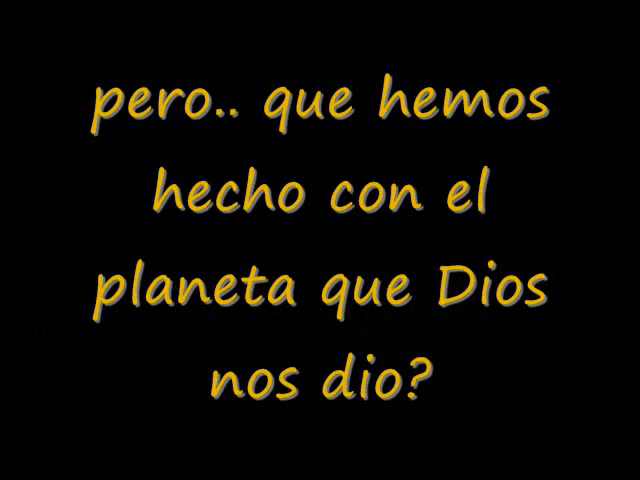 pero.. que hemos
hecho con el
planeta que Dios
nos dio?